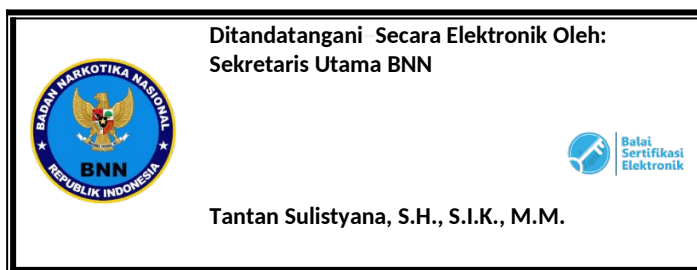 Ditandatangani  Secara Elektronik Oleh:
Sekretaris Utama BNN
BADAN NARKOTIKA NASIONAL
BNN
REPUBLIK INDONESIA
Balai
Sertifikasi
Elektronik
Tantan Sulistyana, S.H., S.I.K., M.M.